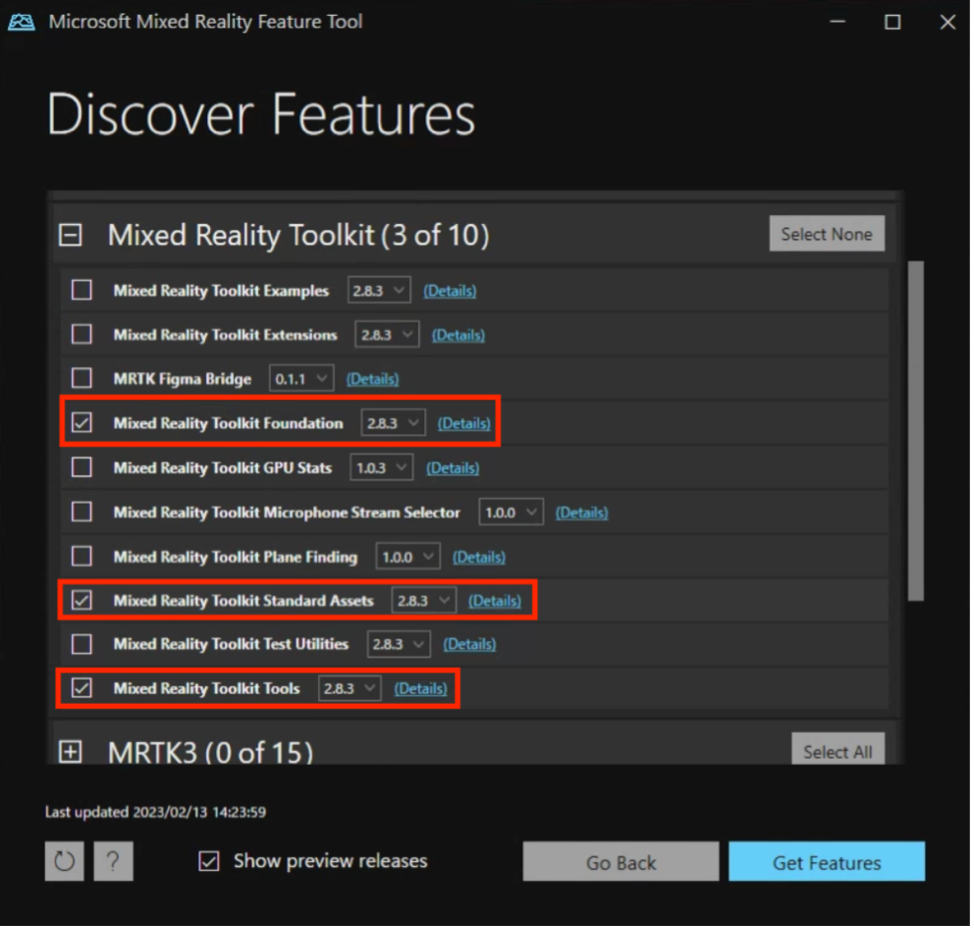 Microsoft Mixed Reality Feature Tool
Discover Features
Mixed Reality Toolkit (3 of 10) Select None
Mixed Reality Toolkit Examples 2.8.3 (Details)
Mixed Reality Toolkit Extensions 2.8.3 (Details)
MRTK Figma Bridge 0.1.1 (Details)
Mixed Reality Toolkit Foundation 2.8.3 (Details)
Mixed Reality Toolkit GPU Stats 1.0.3 (Details)
Mixed Reality Toolkit Microphone Stream Selector 1.0.0 (Details)
Mixed Reality Toolkit Plane Finding 1.0.0 (Details)
Mixed Reality Toolkit Standard Assets 2.8.3 (Details)
Mixed Reality Toolkit Test Utilities 2.8.3 (Details)
Mixed Reality Toolkit Tools 2.8.3 (Details)
MRTK3 (0 of 15) Select All
Last updated 2023/02/13 14:23:59
? Show preview releases Go Back Get Features